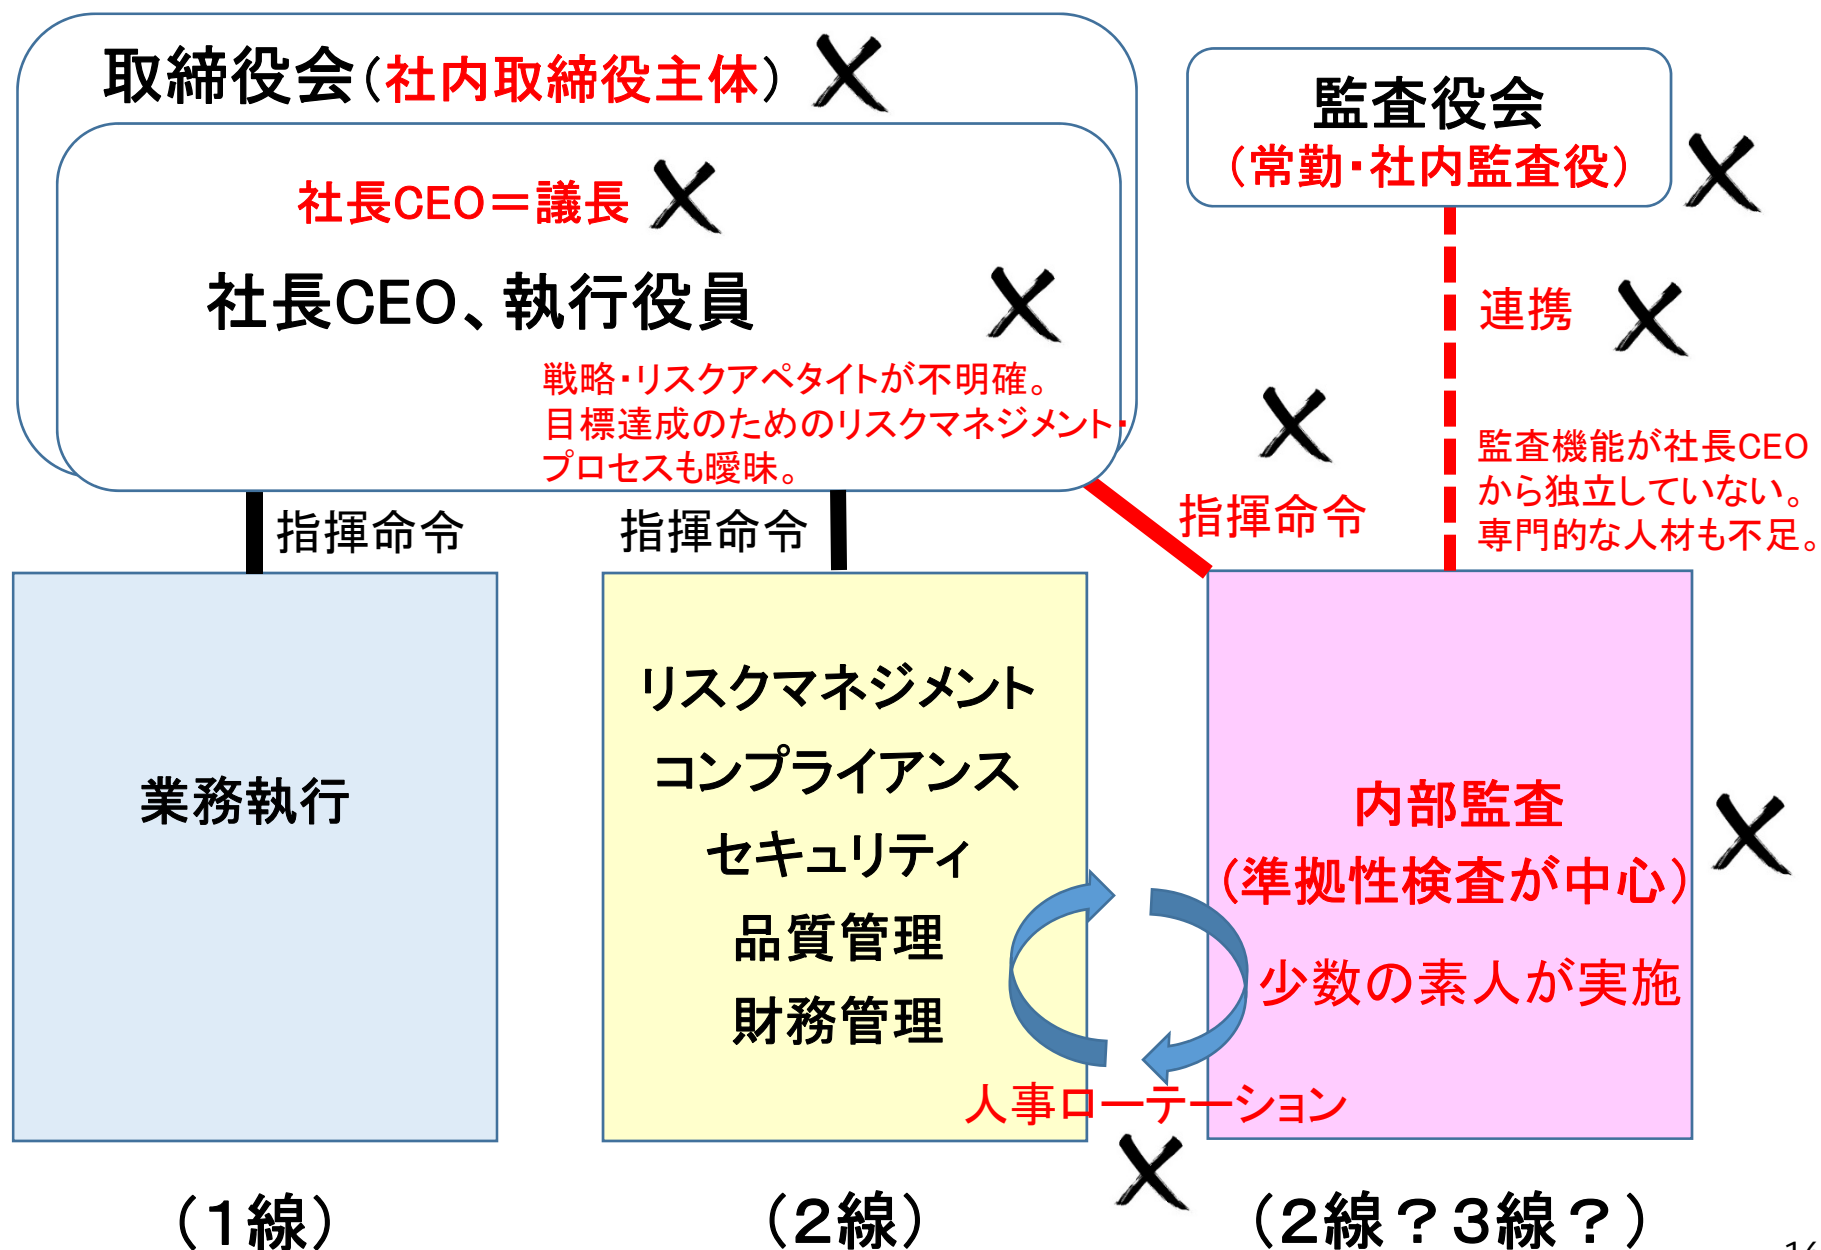 取締役会(社内取締役主体)
社長CEO=議長
社長CEO、執行役員
戦略・リスクアペタイトが不明確。
目標達成のためのリスクマネジメント・
プロセスも曖昧。
監査役会
(常勤・社内監査役)
連携
指揮命令
監査機能が社長CEO
から独立していない。
専門的な人材も不足。
指揮命令
指揮命令
業務執行
リスクマネジメント
コンプライアンス
セキュリティ
品質管理
財務管理
内部監査
(準拠性検査が中心)
少数の素人が実施
人事ローテーション
(1線)
(2線)
(2線?3線?)